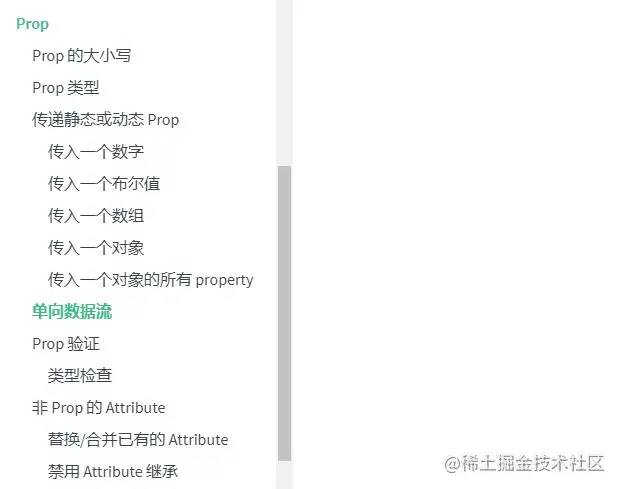 Prop
Prop 的大小写
Prop 类型
传递静态或动态 Prop
传入一个数字
传入一个布尔值
传入一个数组
传入一个对象
传入一个对象的所有 property
单向数据流
Prop 验证
类型检查
非 Prop 的 Attribute
替换/合并已有的 Attribute
禁用 Attribute 继承
@稀土掘金技术社区